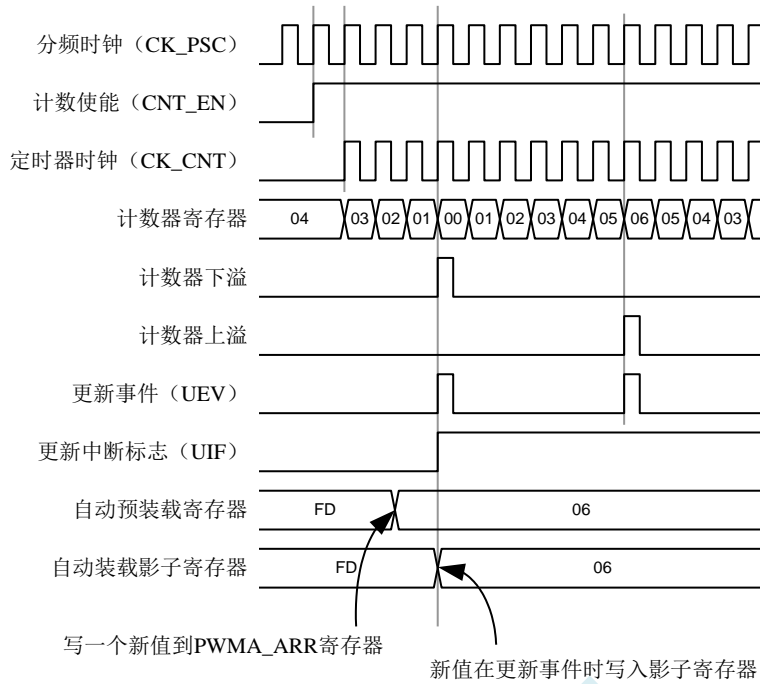 分频时钟（CK_PSC）
计数使能（CNT_EN）
定时器时钟（CK_CNT）
计数器寄存器 04 03 02 01 00 01 02 03 04 05 06 05 04 03
计数器下溢
计数器上溢
更新事件（UEV）
更新中断标志（UIF）
自动预装载寄存器 FD 06
自动装载影子寄存器 FD 06
写一个新值到PWMA_ARR寄存器
新值在更新事件时写入影子寄存器